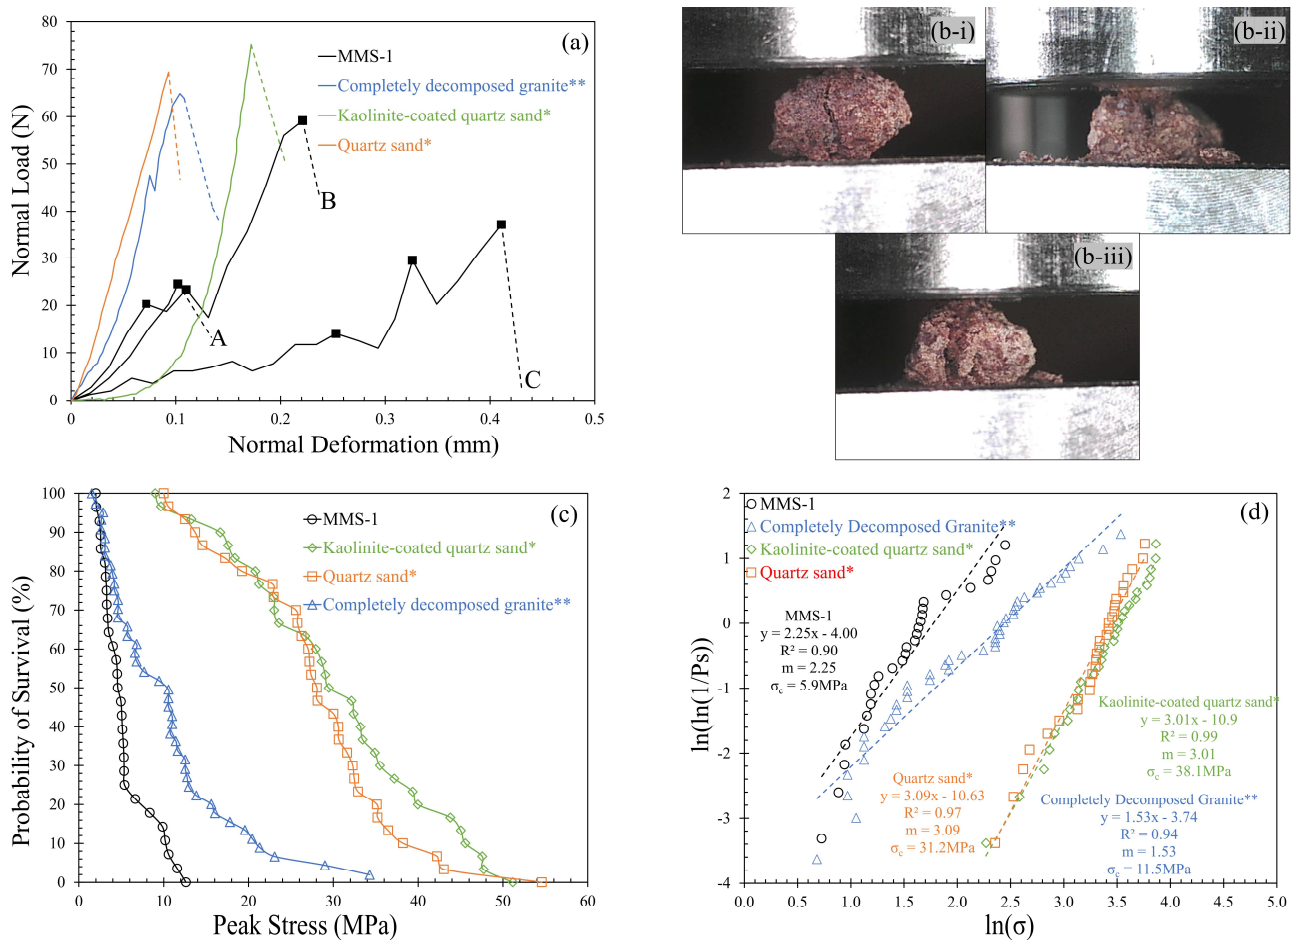 80
70
60
50
40
30
20
10
0
Normal Load (N)
(a)
MMS-1
Completely decomposed granite**
Kaolinite-coated quartz sand*
Quartz sand*
A
B
C
0
0.1
0.2
0.3
0.4
0.5
Normal Deformation (mm)
(b-i)
(b-ii)
(b-iii)
100
90
80
70
60
50
40
30
20
10
0
Probability of Survival (%)
(c)
MMS-1
Kaolinite-coated quartz sand*
Quartz sand*
Completely decomposed granite**
0
10
20
30
40
50
60
Peak Stress (MPa)
2
1
0
-1
-2
-3
-4
ln(ln(1/Ps))
(d)
MMS-1
Completely Decomposed Granite**
Kaolinite-coated quartz sand*
Quartz sand*
MMS-1
y = 2.25x - 4.00
R² = 0.90
m = 2.25
σc = 5.9MPa
Kaolinite-coated quartz sand*
y = 3.01x - 10.9
R² = 0.99
m = 3.01
σc = 38.1MPa
Quartz sand*
y = 3.09x - 10.63
R² = 0.97
m = 3.09
σc = 31.2MPa
Completely Decomposed Granite**
y = 1.53x - 3.74
R² = 0.94
m = 1.53
σc = 11.5MPa
0.0
0.5
1.0
1.5
2.0
2.5
3.0
3.5
4.0
4.5
5.0
ln(σ)